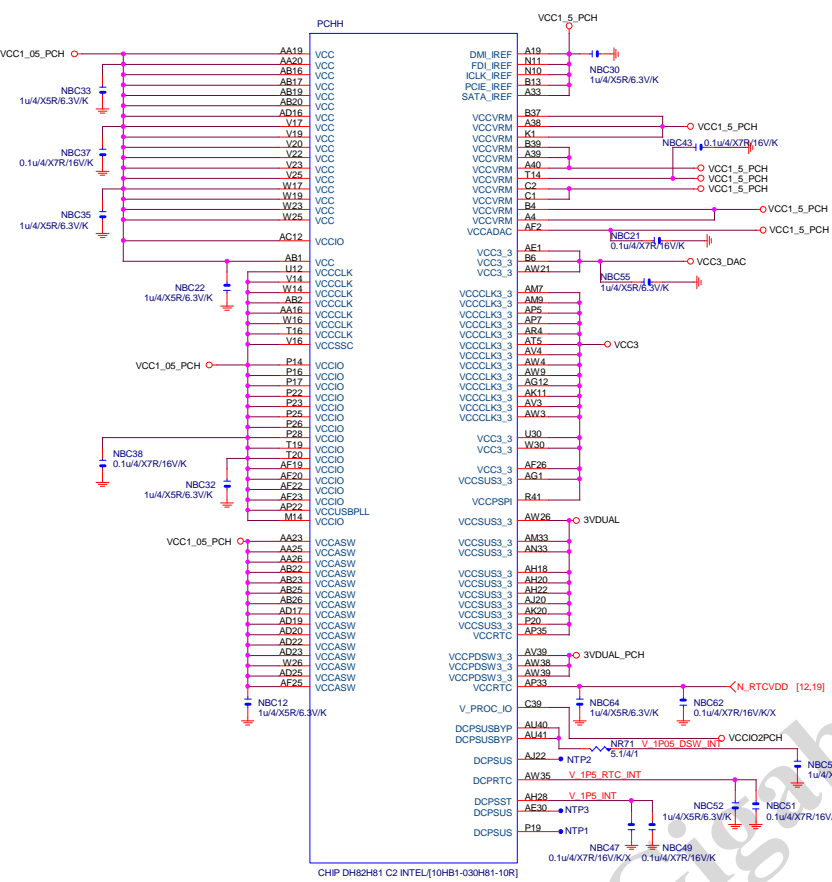 PCHH
VCC1_5_PCH
VCC1_05_PCH
AA19 VCC
AA20 VCC
AB16 VCC
AB17 VCC
AB19 VCC
AB20 VCC
AD16 VCC
V17 VCC
V19 VCC
V20 VCC
V22 VCC
V23 VCC
V25 VCC
W17 VCC
W19 VCC
W23 VCC
W25 VCC
AC12 VCCIO
AB1 VCC
U12 VCCCLK
V14 VCCCLK
W14 VCCCLK
AB2 VCCCLK
AA16 VCCCLK
W16 VCCCLK
T16 VCCCLK
V16 VCCSSC
NBC33
1u/4/X5R/6.3V/K
NBC37
0.1u/4/X7R/16V/K
NBC35
1u/4/X5R/6.3V/K
NBC22
1u/4/X5R/6.3V/K
VCC1_05_PCH
P14 VCCIO
P16 VCCIO
P17 VCCIO
P22 VCCIO
P23 VCCIO
P25 VCCIO
P26 VCCIO
P28 VCCIO
T19 VCCIO
T20 VCCIO
AF19 VCCIO
AF20 VCCIO
AF22 VCCIO
AF23 VCCIO
AP22 VCCUSBPLL
M14 VCCIO
NBC38
0.1u/4/X7R/16V/K
NBC32
1u/4/X5R/6.3V/K
VCC1_05_PCH
AA23 VCCASW
AA25 VCCASW
AA26 VCCASW
AB22 VCCASW
AB23 VCCASW
AB25 VCCASW
AB26 VCCASW
AD17 VCCASW
AD19 VCCASW
AD20 VCCASW
AD22 VCCASW
AD23 VCCASW
W26 VCCASW
AD25 VCCASW
AF25 VCCASW
NBC12
1u/4/X5R/6.3V/K
DMI_IREF A19
FDI_IREF N11
ICLK_IREF N10
PCIE_IREF B13
SATA_IREF A33
NBC30
1u/4/X5R/6.3V/K
VCCVRM B37
VCCVRM A38
VCCVRM K1
VCCVRM B39
VCCVRM A39
VCCVRM A40
VCCVRM T14
VCCVRM C2
VCCVRM C1
VCCVRM B4
VCCVRM A4
VCCADAC AF2
VCC1_5_PCH
NBC43 0.1u/4/X7R/16V/K
VCC1_5_PCH
VCC1_5_PCH
VCC1_5_PCH
VCC1_5_PCH
NBC21
0.1u/4/X7R/16V/K
VCC1_5_PCH
VCC3_3 AE1
VCC3_3 B6
VCC3_3 AW21
VCC3_DAC
NBC55
1u/4/X5R/6.3V/K
VCCCLK3_3 AM7
VCCCLK3_3 AM9
VCCCLK3_3 AP5
VCCCLK3_3 AP7
VCCCLK3_3 AR4
VCCCLK3_3 AT5
VCCCLK3_3 AV4
VCCCLK3_3 AW4
VCCCLK3_3 AW9
VCCCLK3_3 AG12
VCCCLK3_3 AK11
VCCCLK3_3 AV3
VCCCLK3_3 AW3
VCC3
VCC3_3 U30
VCC3_3 W30
VCC3_3 AF26
VCCSUS3_3 AG1
VCCPSPI R41
VCCSUS3_3 AW26
3VDUAL
VCCSUS3_3 AM33
VCCSUS3_3 AN33
VCCSUS3_3 AH18
VCCSUS3_3 AH20
VCCSUS3_3 AH22
VCCSUS3_3 AJ20
VCCSUS3_3 AK20
VCCSUS3_3 P20
VCCRTC AP35
VCCPDSW3_3 AV39
VCCPDSW3_3 AW38
VCCPDSW3_3 AW39
3VDUAL_PCH
VCCRTC AP33
N_RTCVDD [12,19]
NBC64
1u/4/X5R/6.3V/K
NBC62
0.1u/4/X7R/16V/K/X
V_PROC_IO C39
VCCIO2PCH
DCPSUSBYP AU40
DCPSUSBYP AU41
NR71 V_1P05_DSW_INT
5.1/4/1
DCPSUS AJ22 NTP2
DCPRTC AW35 V_1P5_RTC_INT
DCPSST AH28 V_1P5_INT
DCPSUS AE30 NTP3
DCPSUS P19 NTP1
NBC52
1u/4/X5R/6.3V/K
NBC51
0.1u/4/X7R/16V/
NBC47
0.1u/4/X7R/16V/K/X
NBC49
0.1u/4/X7R/16V/K
NBC5
1u/4/X
CHIP DH82H81 C2 INTEL/[10HB1-030H81-10R]
Gigab